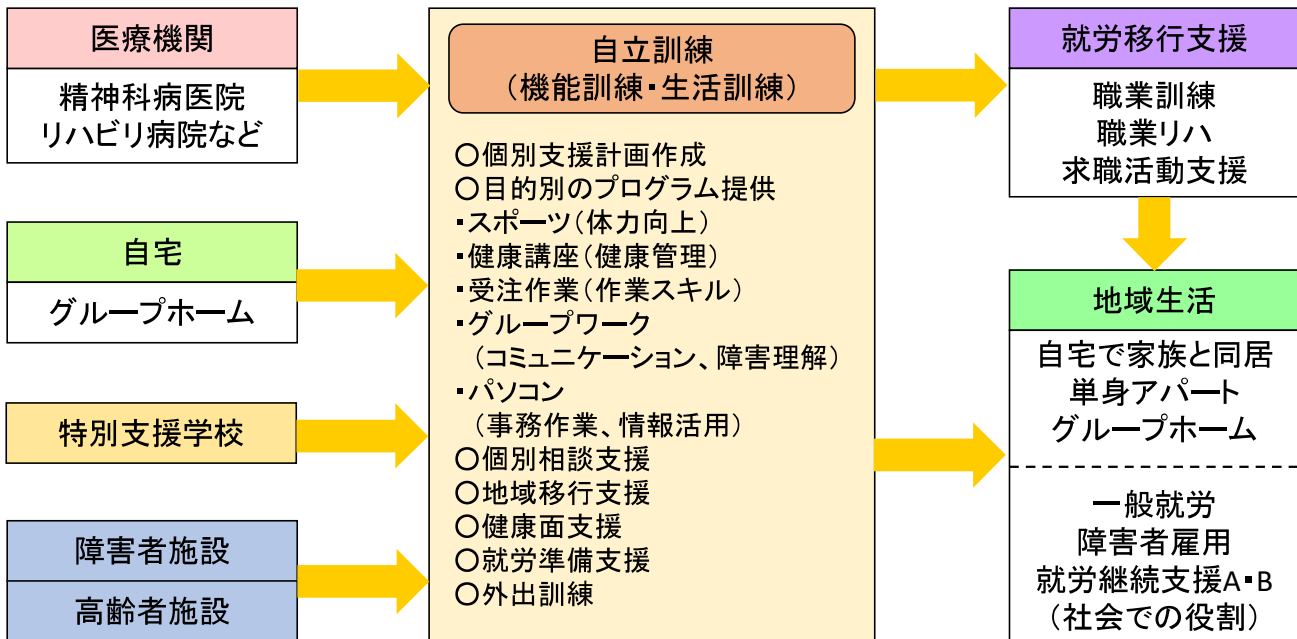 医療機関
精神科病医院
リハビリ病院など
自宅
グループホーム
特別支援学校
障害者施設
高齢者施設
自立訓練
（機能訓練・生活訓練）
○個別支援計画作成
○目的別のプログラム提供
・スポーツ（体力向上）
・健康講座（健康管理）
・受注作業（作業スキル）
・グループワーク
（コミュニケーション、障害理解）
・パソコン
（事務作業、情報活用）
○個別相談支援
○地域移行支援
○健康面支援
○就労準備支援
○外出訓練
就労移行支援
職業訓練
職業リハ
求職活動支援
地域生活
自宅で家族と同居
単身アパート
グループホーム
一般就労
障害者雇用
就労継続支援A・B
（社会での役割）